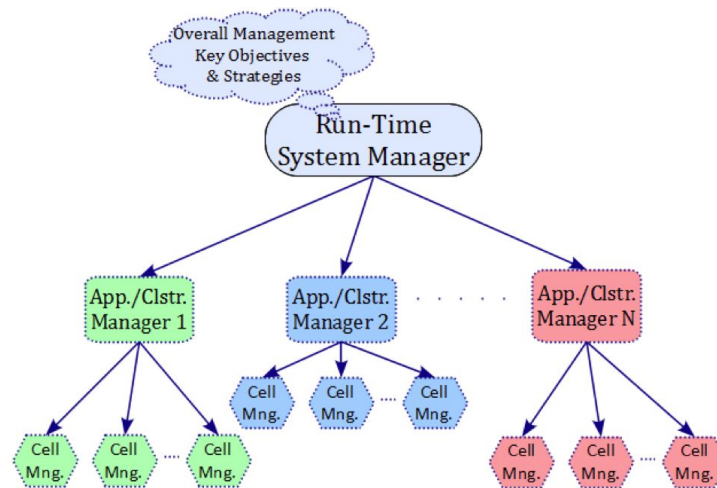 Overall Management
Key Objectives
& Strategies
Run-Time
System Manager
App./Clstr.
Manager 1
App./Clstr.
Manager 2
. . . . . .
App./Clstr.
Manager N
Cell
Mng.
Cell
Mng.
....
Cell
Mng.
Cell
Mng.
Cell
Mng.
....
Cell
Mng.
Cell
Mng.
Cell
Mng.
....
Cell
Mng.